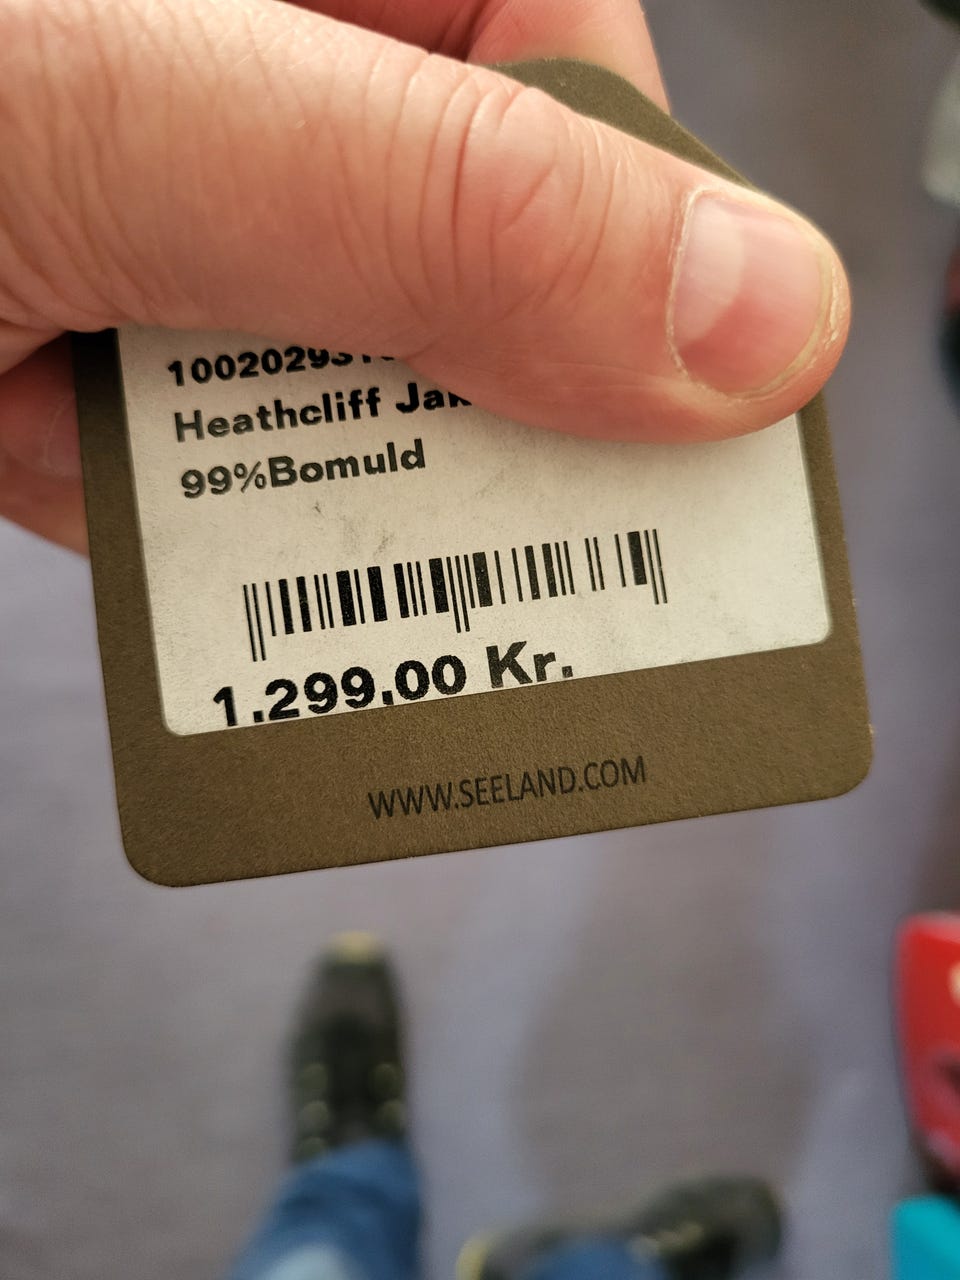 Heathcliff
99%Bomuld
1.299.00 Kr.
WWW.SEELAND.COM